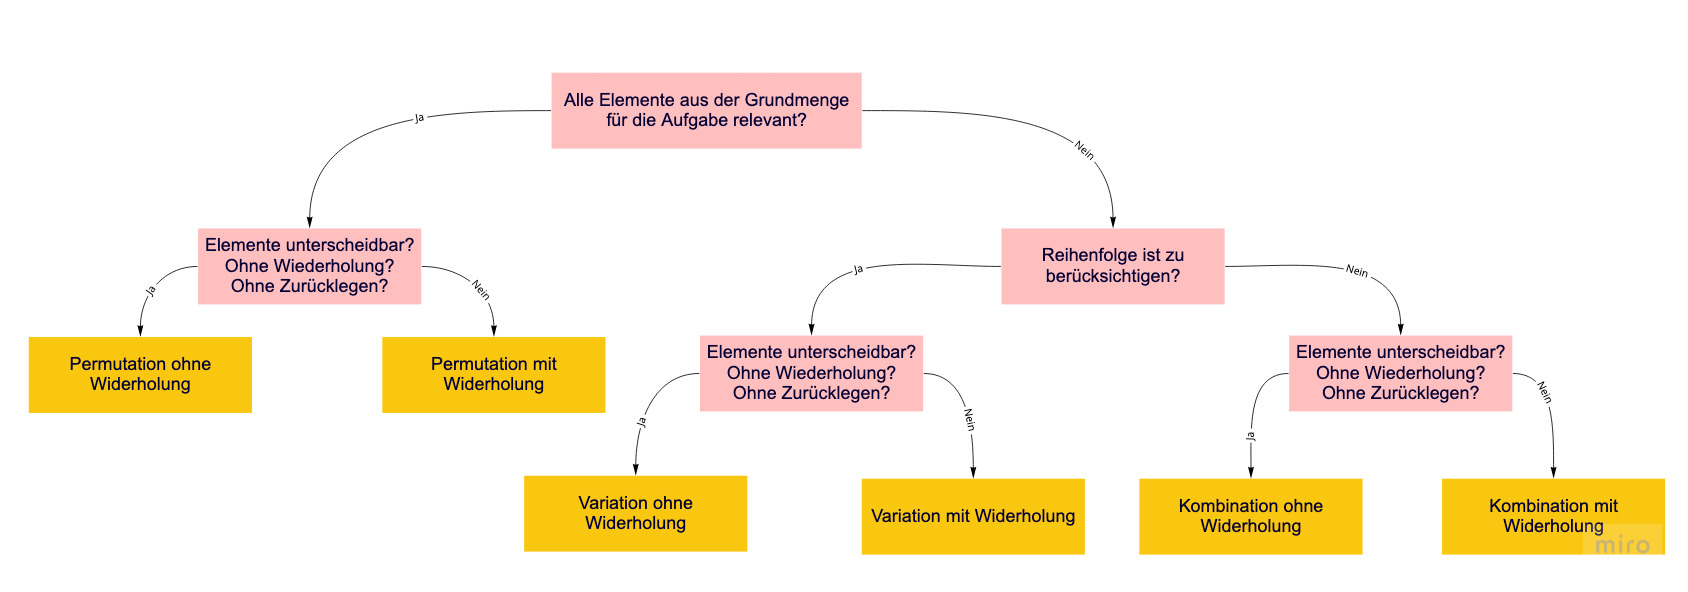 Alle Elemente aus der Grundmenge
für die Aufgabe relevant?
Ja
Nein
Elemente unterscheidbar?
Ohne Wiederholung?
Ohne Zurücklegen?
Reihenfolge ist zu
berücksichtigen?
Ja
Nein
Ja
Nein
Permutation ohne
Widerholung
Permutation mit
Widerholung
Elemente unterscheidbar?
Ohne Wiederholung?
Ohne Zurücklegen?
Elemente unterscheidbar?
Ohne Wiederholung?
Ohne Zurücklegen?
Ja
Nein
Ja
Nein
Variation ohne
Widerholung
Variation mit Widerholung
Kombination ohne
Widerholung
Kombination mit
Widerholung
miro